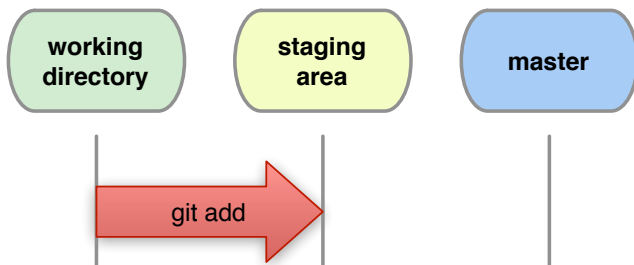 working
directory
staging
area
master
git add